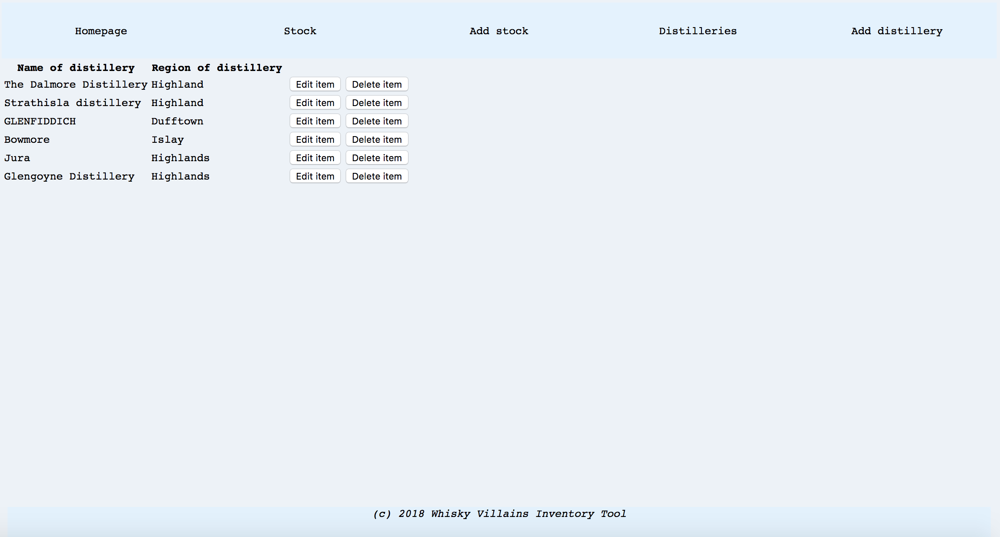 Homepage Stock Add stock Distilleries Add distillery
Name of distillery Region of distillery
The Dalmore Distillery Highland Edit item Delete item
Strathisla distillery Highland Edit item Delete item
GLENFIDDICH Dufftown Edit item Delete item
Bowmore Islay Edit item Delete item
Jura Highlands Edit item Delete item
Glengoyne Distillery Highlands Edit item Delete item
(c) 2018 Whisky Villains Inventory Tool